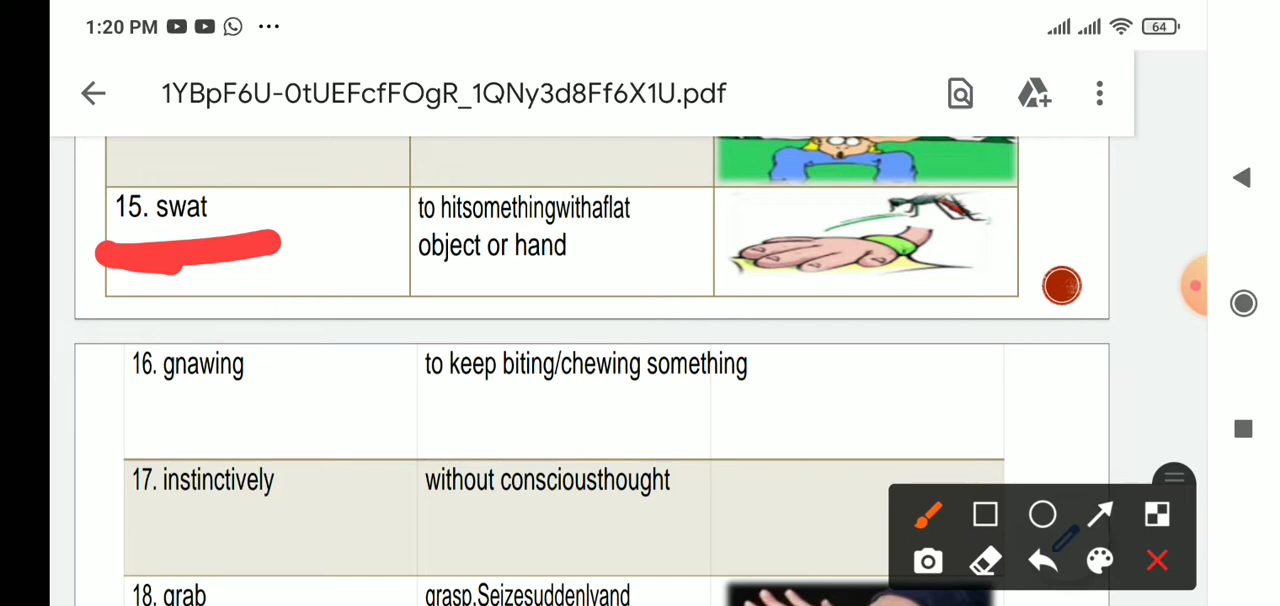 1:20 PM
64
1YBpF6U-0tUEFcfFOgR_1QNy3d8Ff6X1U.pdf
15. swat
to hitsomethingwithaflat
object or hand
16. gnawing
to keep biting/chewing something
17. instinctively
without consciousthought
18. grab
grasp.Seizesuddenlyand